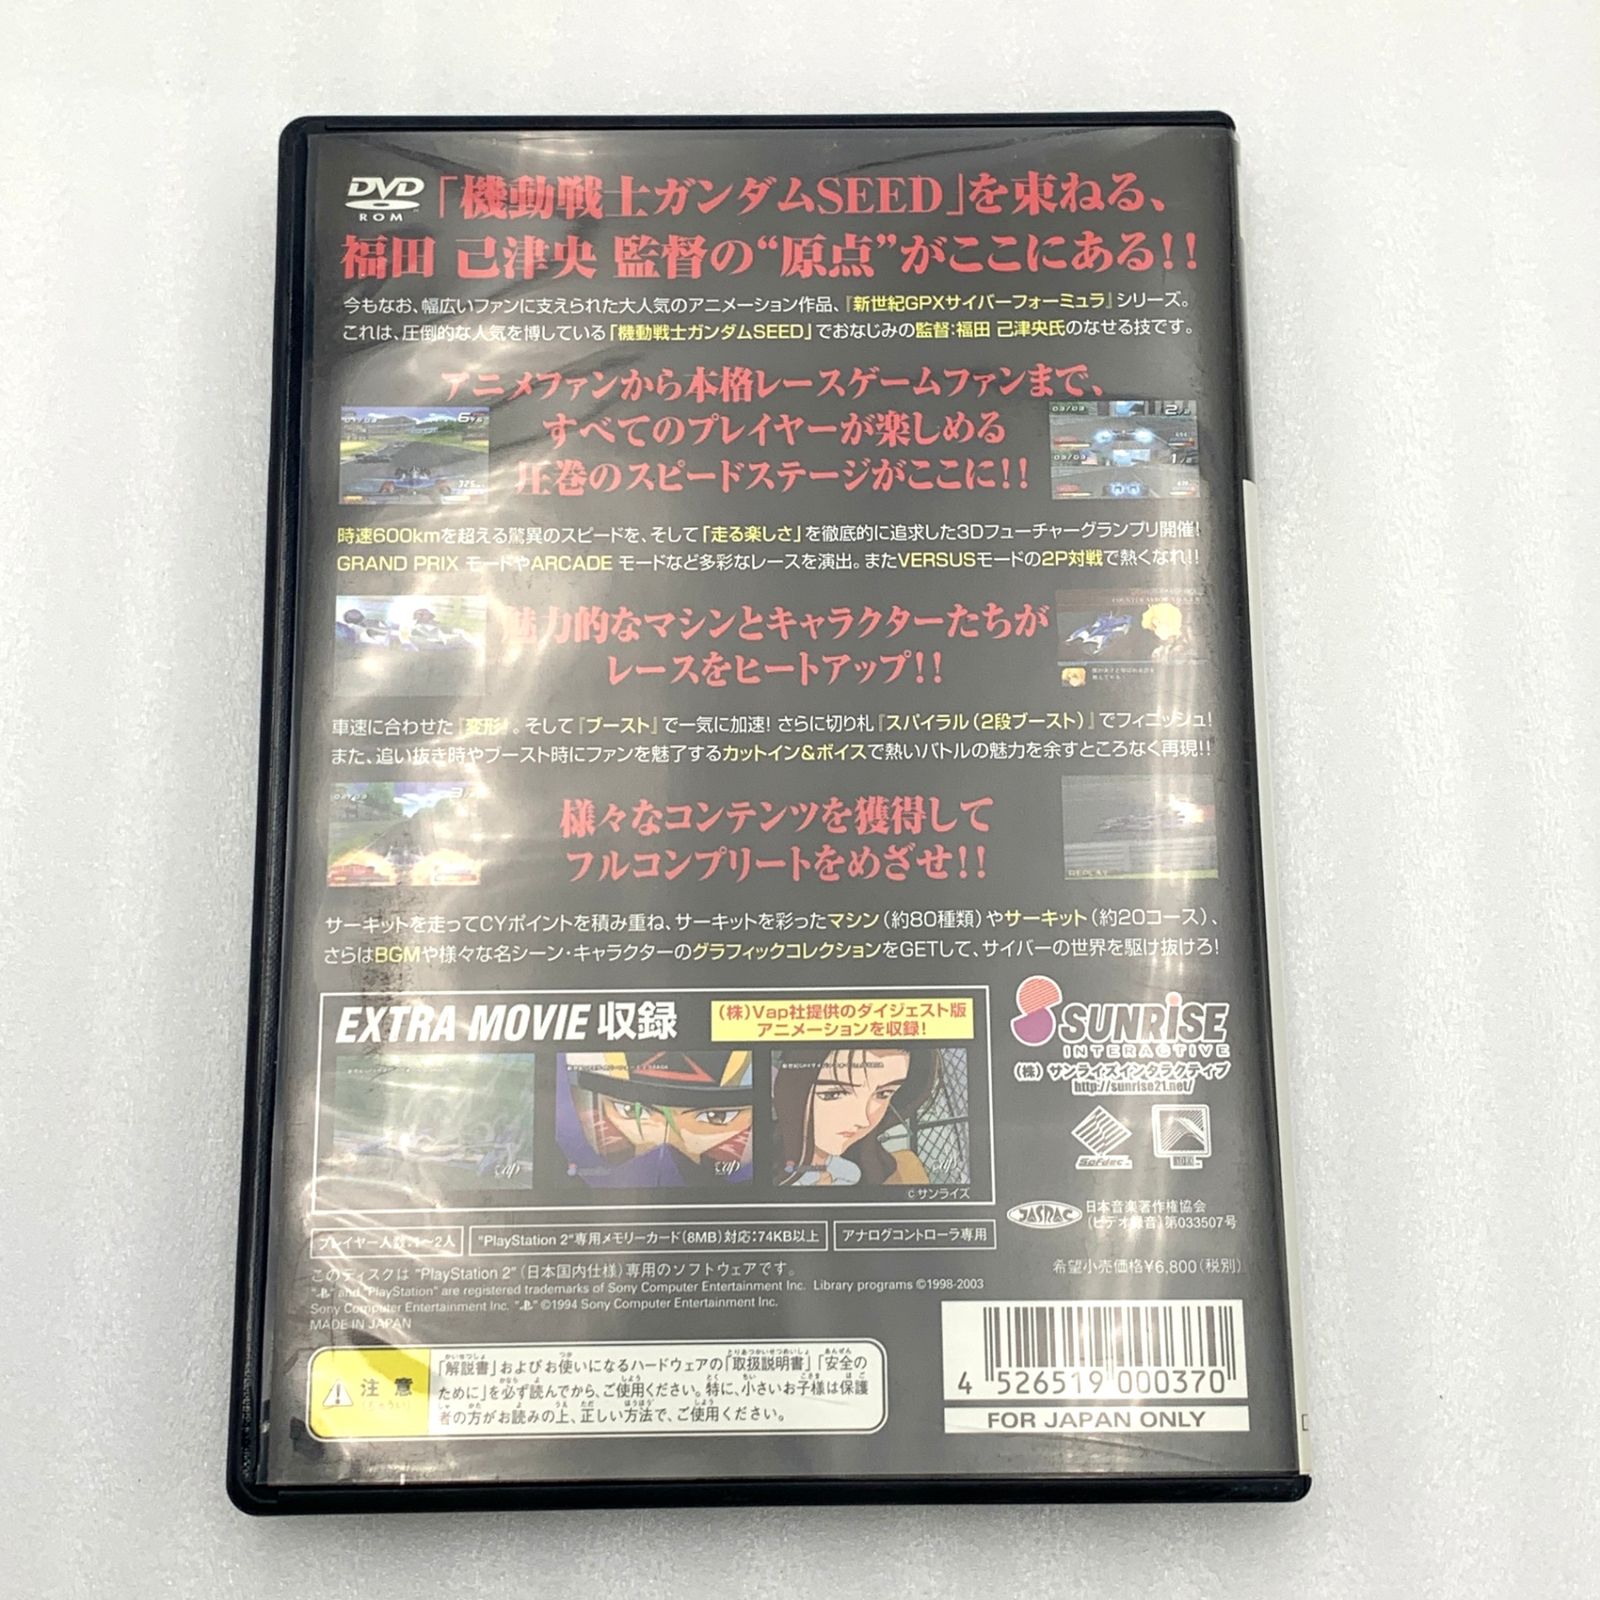 DVD
ROM
「機動戦士ガンダムSEED」を束ねる、
福田 己津央 監督の“原点”がここにある!!
今もなお、幅広いファンに支えられた大人気のアニメーション作品、『新世紀GPXサイバーフォーミュラ』シリーズ。
これは、圧倒的な人気を博している「機動戦士ガンダムSEED」でおなじみの監督:福田 己津央氏のなせる技です。
アニメファンから本格レースゲームファンまで、
すべてのプレイヤーが楽しめる
圧巻のスピードステージがここに!!
時速600kmを超える驚異のスピードを、そして「走る楽しさ」を徹底的に追求した3Dフューチャーグランプリ開催!
GRAND PRIX モードやARCADE モードなど多彩なレースを演出。またVERSUSモードの2P対戦で熱くなれ!!
魅力的なマシンとキャラクターたちが
レースをヒートアップ!!
車速に合わせた『変形』。そして『ブースト』で一気に加速! さらに切り札『スパイラル(2段ブースト)』でフィニッシュ!
また、追い抜き時やブースト時にファンを魅了するカットイン&ボイスで熱いバトルの魅力を余すところなく再現!!
様々なコンテンツを獲得して
フルコンプリートをめざせ!!
REPLAY
サーキットを走ってCYポイントを積み重ね、サーキットを彩ったマシン(約80種類)やサーキット(約20コース)、
さらはBGMや様々な名シーン・キャラクターのグラフィックコレクションをGETして、サイバーの世界を駆け抜けろ!
EXTRA MOVIE 収録
(株)Vap社提供のダイジェスト版
アニメーションを収録!
vap
vap
vap
©サンライズ
SUNRISE
INTERACTIVE
(株)サンライズインタラクティブ
http://sunrise21.net/
JASRAC
日本音楽著作権協会
(ビデオ録音)第033507号
プレイヤー人数:1~2人
"PlayStation 2"専用メモリーカード(8MB)対応:74KB以上
アナログコントローラ専用
希望小売価格¥6,800(税別)
このディスクは "PlayStation 2"(日本国内仕様)専用のソフトウェアです。
" " and "PlayStation" are registered trademarks of Sony Computer Entertainment Inc. Library programs ©1998-2003
Sony Computer Entertainment Inc. " " ©1994 Sony Computer Entertainment Inc.
MADE IN JAPAN
注意
(ちゅうい)
「解説書」およびお使いになるハードウェアの「取扱説明書」「安全の
ために」を必ず読んでから、ご使用ください。特に、小さいお子様は保護
者の方がお読みの上、正しい方法で、ご使用ください。
4 526519 000370
FOR JAPAN ONLY